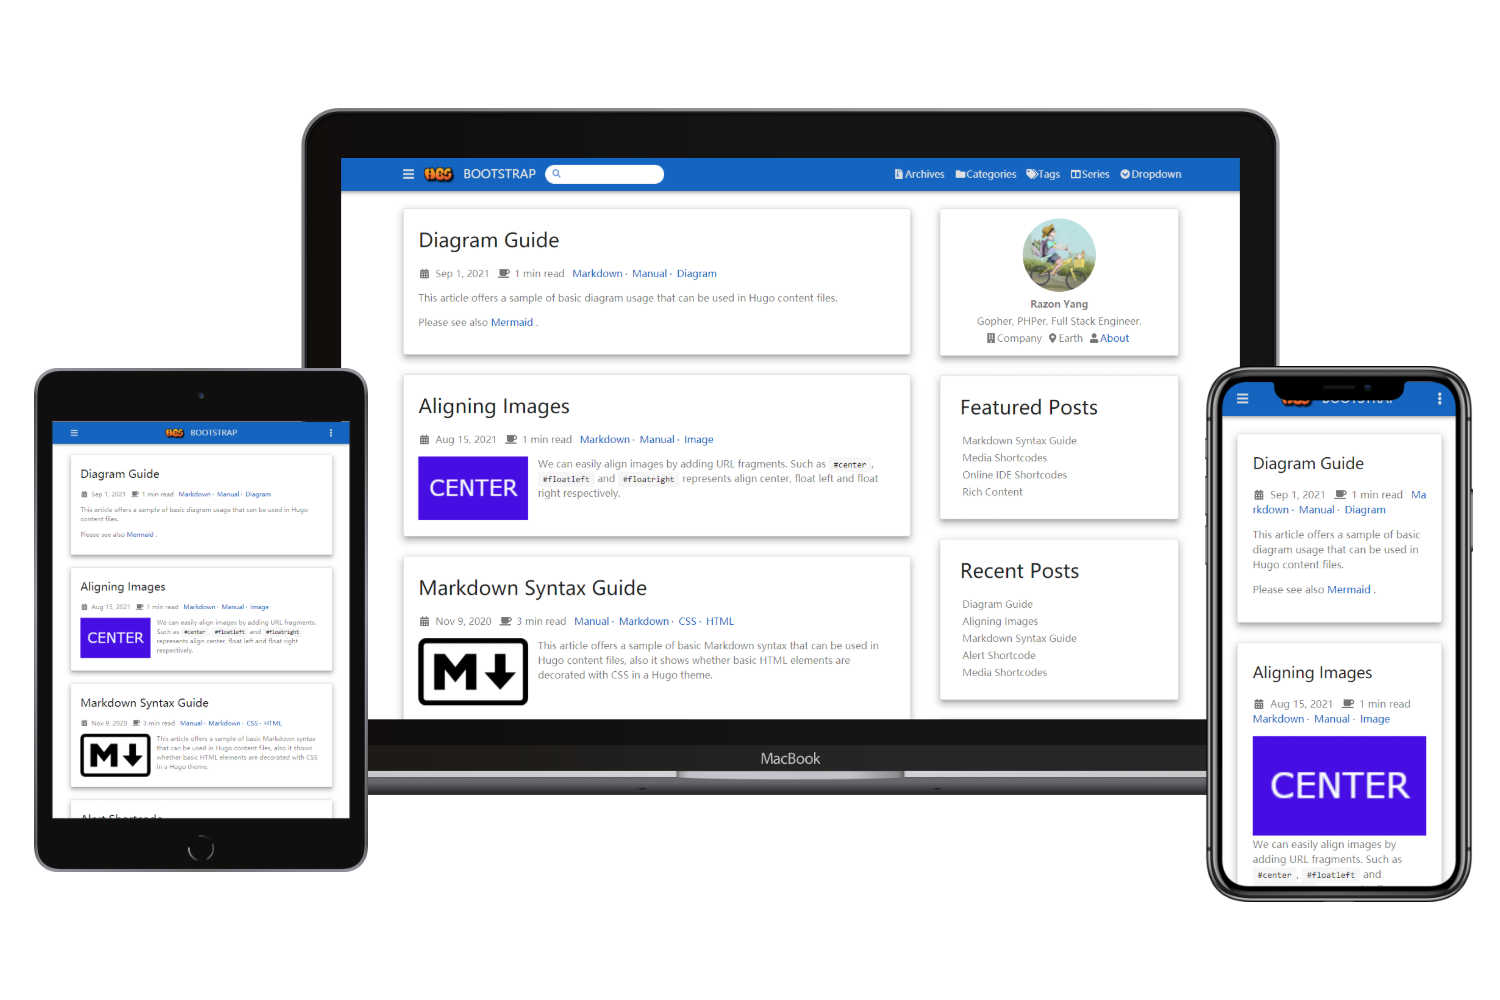 HBS BOOTSTRAP
Archives Categories Tags Series Dropdown
Diagram Guide
Sep 1, 2021 1 min read Markdown · Manual · Diagram
This article offers a sample of basic diagram usage that can be used in Hugo content files.
Please see also Mermaid .
Aligning Images
Aug 15, 2021 1 min read Markdown · Manual · Image
CENTER
We can easily align images by adding URL fragments. Such as #center ,
#floatleft and #floatright represents align center, float left and float
right respectively.
Markdown Syntax Guide
Nov 9, 2020 3 min read Manual · Markdown · CSS · HTML
M
This article offers a sample of basic Markdown syntax that can be used in
Hugo content files, also it shows whether basic HTML elements are
decorated with CSS in a Hugo theme.
Razon Yang
Gopher, PHPer, Full Stack Engineer.
Company Earth About
Featured Posts
Markdown Syntax Guide
Media Shortcodes
Online IDE Shortcodes
Rich Content
Recent Posts
Diagram Guide
Aligning Images
Markdown Syntax Guide
Alert Shortcode
Media Shortcodes
MacBook
HBS BOOTSTRAP
Diagram Guide
Sep 1, 2021 1 min read Markdown · Manual · Diagram
This article offers a sample of basic diagram usage that can be used in Hugo
content files.
Please see also Mermaid .
Aligning Images
Aug 15, 2021 1 min read Markdown · Manual · Image
CENTER
We can easily align images by adding URL fragments.
Such as #center , #floatleft and #floatright
represents align center, float left and float right
respectively.
Markdown Syntax Guide
Nov 9, 2020 3 min read Manual · Markdown · CSS · HTML
M
This article offers a sample of basic Markdown syntax
that can be used in Hugo content files, also it shows
whether basic HTML elements are decorated with CSS
in a Hugo theme.
Alert Shortcode
HBS BOOTSTRAP
Diagram Guide
Sep 1, 2021 1 min read Ma
rkdown · Manual · Diagram
This article offers a sample of basic
diagram usage that can be used in
Hugo content files.
Please see also Mermaid .
Aligning Images
Aug 15, 2021 1 min read
Markdown · Manual · Image
CENTER
We can easily align images by
adding URL fragments. Such as
#center , #floatleft and